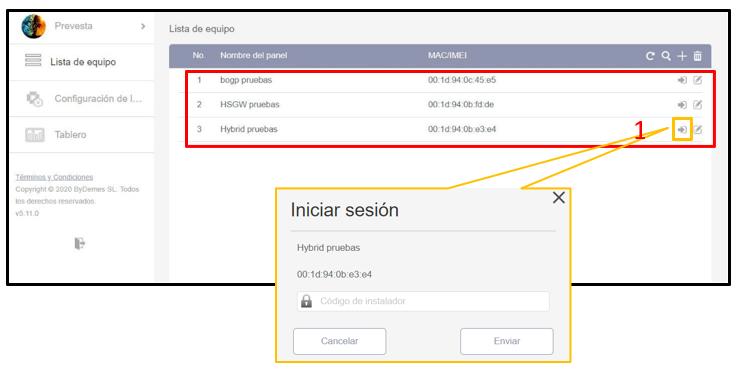 Prevesta
Lista de equipo
Configuración de l...
Tablero
Términos y Condiciones
Copyright © 2020 ByDemes SL. Todos
los derechos reservados.
v5.11.0
Lista de equipo
No. Nombre del panel MAC/IMEI
1 bogp pruebas 00:1d:94:0c:45:e5
2 HSGW pruebas 00:1d:94:0b:fd:de
3 Hybrid pruebas 00:1d:94:0b:e3:e4
1
Iniciar sesión
Hybrid pruebas
00:1d:94:0b:e3:e4
Código de instalador
Cancelar Enviar